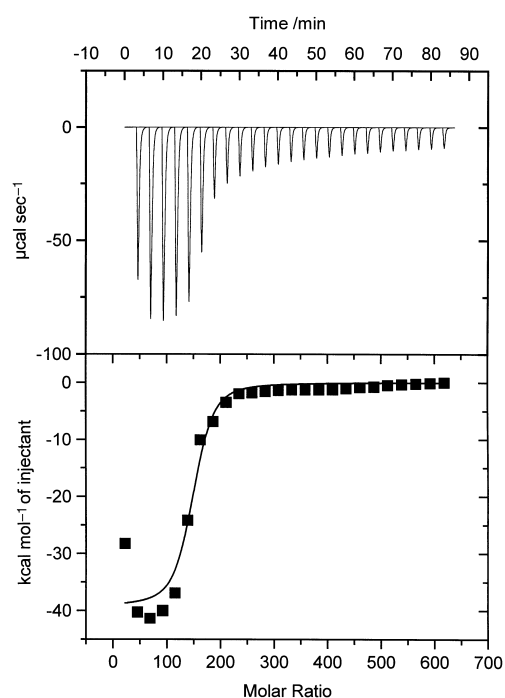 Time /min
-10 0 10 20 30 40 50 60 70 80 90
0
-50
-100
µcal sec⁻¹
0
-10
-20
-30
-40
kcal mol⁻¹ of injectant
0 100 200 300 400 500 600 700
Molar Ratio